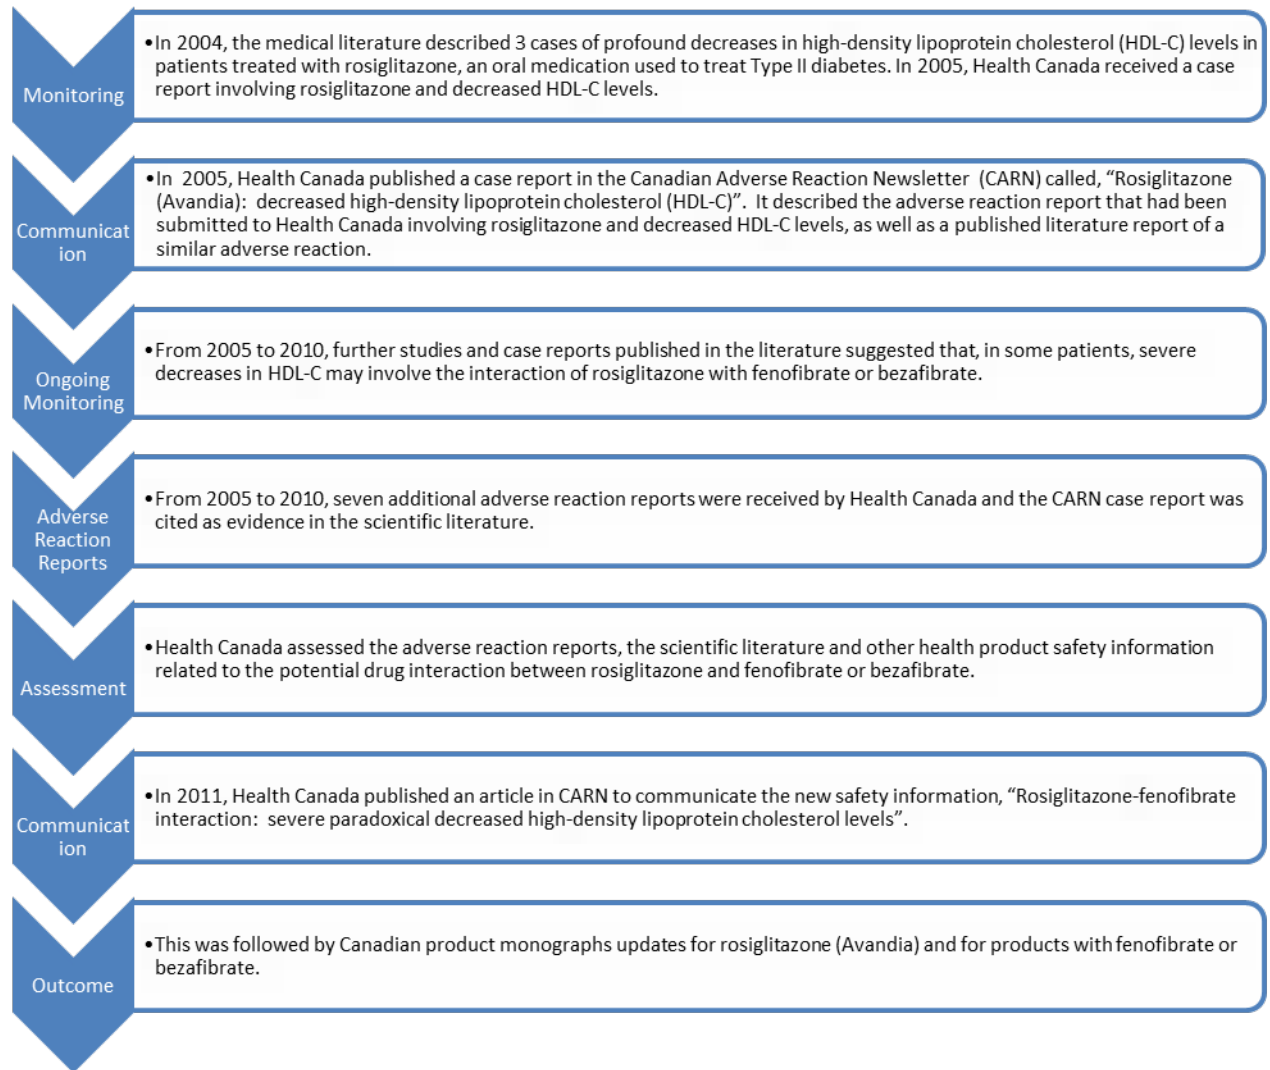 Monitoring
•In 2004, the medical literature described 3 cases of profound decreases in high-density lipoprotein cholesterol (HDL-C) levels in
patients treated with rosiglitazone, an oral medication used to treat Type II diabetes. In 2005, Health Canada received a case
report involving rosiglitazone and decreased HDL-C levels.
Communicat
ion
•In 2005, Health Canada published a case report in the Canadian Adverse Reaction Newsletter (CARN) called, “Rosiglitazone
(Avandia): decreased high-density lipoprotein cholesterol (HDL-C)”. It described the adverse reaction report that had been
submitted to Health Canada involving rosiglitazone and decreased HDL-C levels, as well as a published literature report of a
similar adverse reaction.
Ongoing
Monitoring
•From 2005 to 2010, further studies and case reports published in the literature suggested that, in some patients, severe
decreases in HDL-C may involve the interaction of rosiglitazone with fenofibrate or bezafibrate.
Adverse
Reaction
Reports
•From 2005 to 2010, seven additional adverse reaction reports were received by Health Canada and the CARN case report was
cited as evidence in the scientific literature.
Assessment
•Health Canada assessed the adverse reaction reports, the scientific literature and other health product safety information
related to the potential drug interaction between rosiglitazone and fenofibrate or bezafibrate.
Communicat
ion
•In 2011, Health Canada published an article in CARN to communicate the new safety information, “Rosiglitazone-fenofibrate
interaction: severe paradoxical decreased high-density lipoprotein cholesterol levels”.
Outcome
•This was followed by Canadian product monographs updates for rosiglitazone (Avandia) and for products with fenofibrate or
bezafibrate.